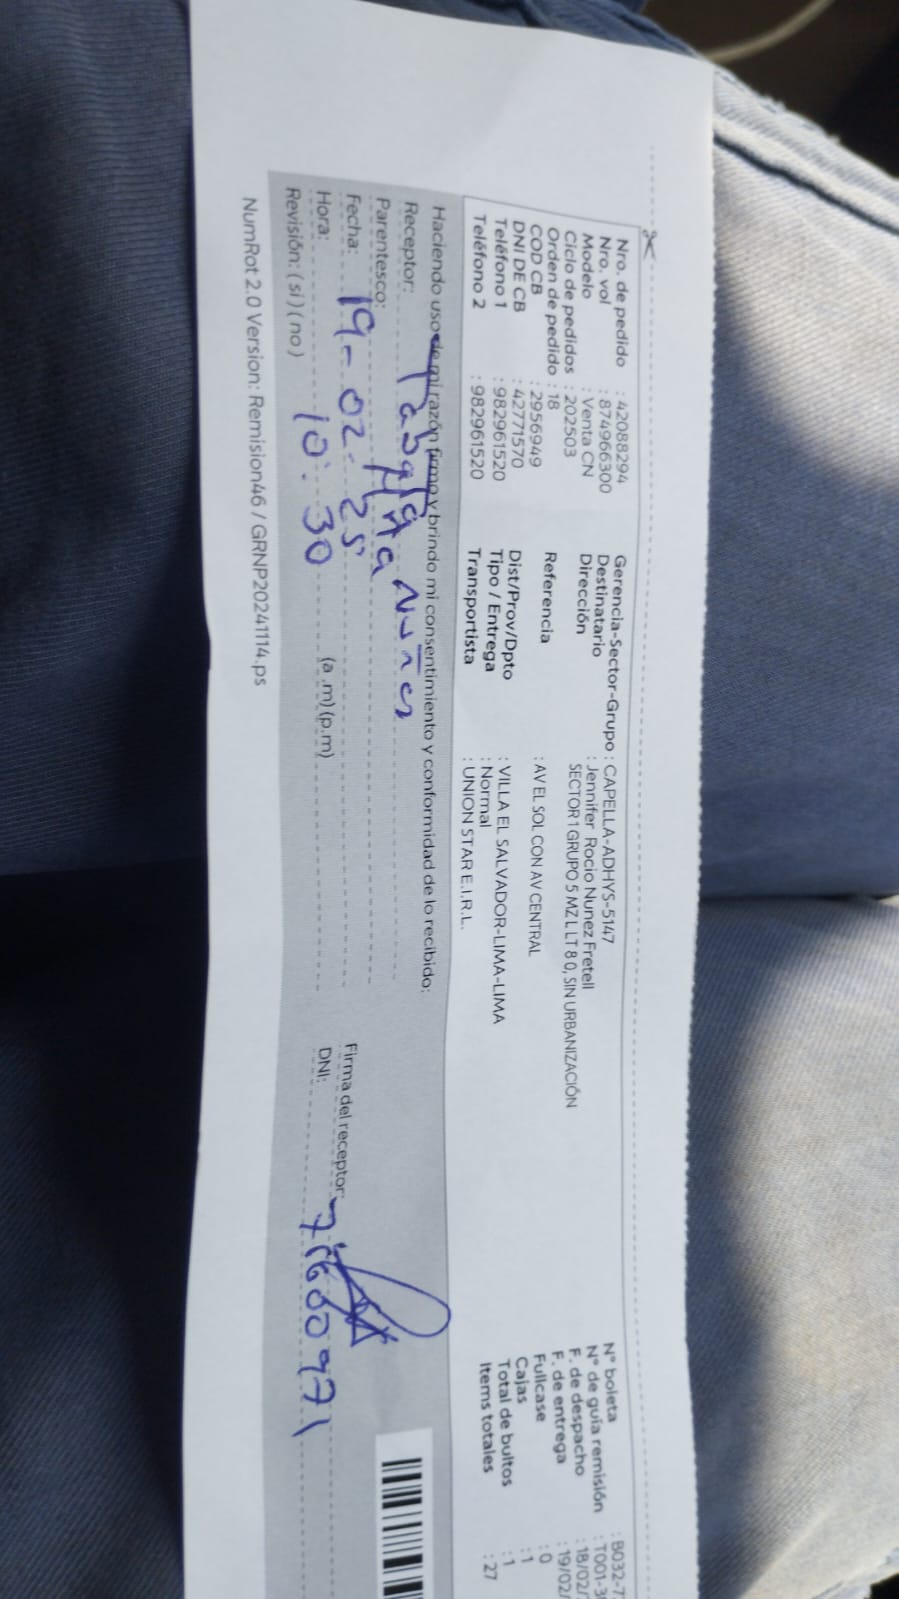 Nro. de pedido : 42088294
Nro. vol : 874966300
Modelo : Venta CN
Ciclo de pedidos : 202503
Orden de pedido : 18
COD CB : 2956949
DNI DE CB : 42771570
Teléfono 1 : 982961520
Teléfono 2 : 982961520
Gerencia-Sector-Grupo : CAPELLA-ADHYS-5147
Destinatario : Jennifer Rocio Nunez Fretell
Dirección SECTOR 1 GRUPO 5 MZ L LT 8 0, SIN URBANIZACIÓN
Referencia : AV EL SOL CON AV CENTRAL
Dist/Prov/Dpto : VILLA EL SALVADOR-LIMA-LIMA
Tipo / Entrega : Normal
Transportista : UNION STAR E.I.R.L.
N° boleta : B032-7
N° de guía remisión : T001-3
F. de despacho : 18/02/
F. de entrega : 19/02/
Fullcase : 0
Cajas : 1
Total de bultos : 1
Items totales : 27
Haciendo uso de mi razón firmo y brindo mi consentimiento y conformidad de lo recibido:
Receptor: Nuñez
Parentesco:
Fecha: 19-02-25
Hora: 10:30 (a.m)(p.m)
Revisión: ( si ) ( no )
Firma del receptor:
DNI:
NumRot 2.0 Version: Remision46 / GRNP20241114.ps